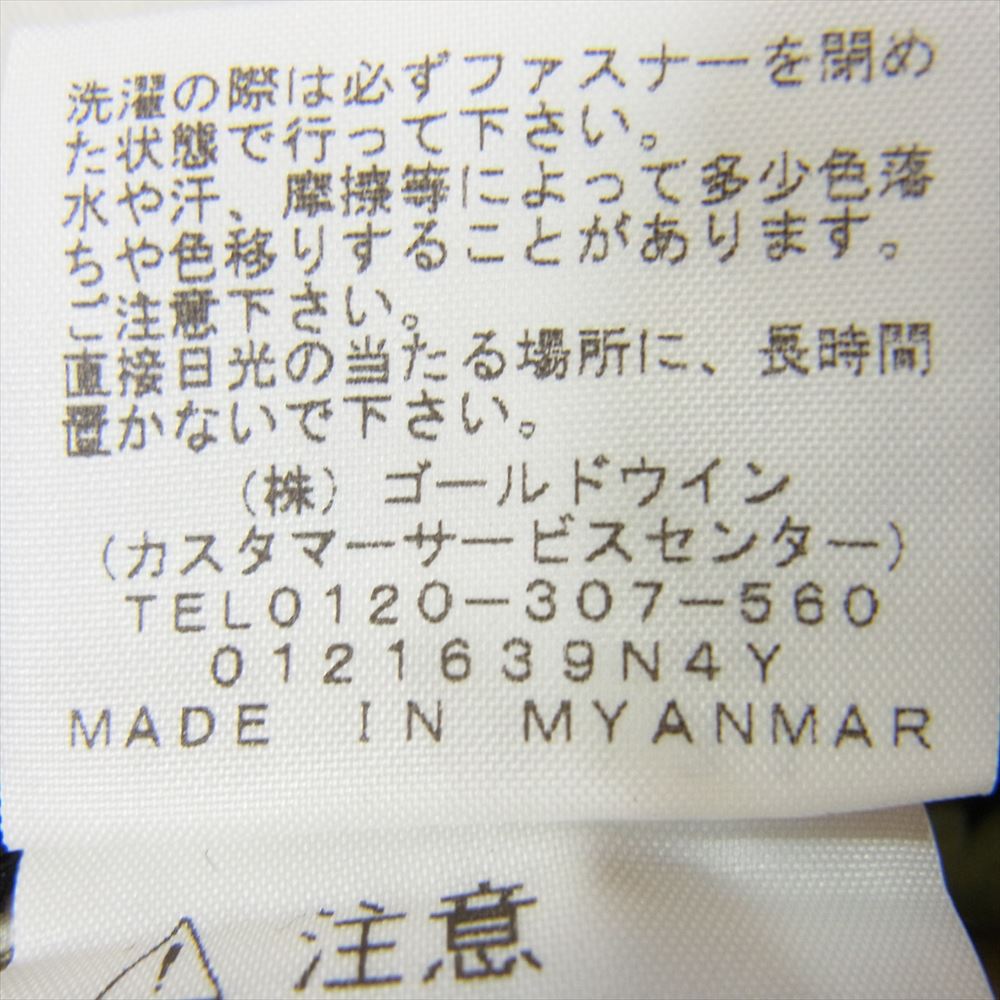 洗濯の際は必ずファスナーを閉め
た状態で行って下さい。
水や汗、摩擦等によって多少色落
ちや色移りすることがあります。
ご注意下さい。
直接日光の当たる場所に、長時間
置かないで下さい。
(株)ゴールドウイン
(カスタマーサービスセンター)
TEL0120-307-560
0121639N4Y
MADE IN MYANMAR
注意